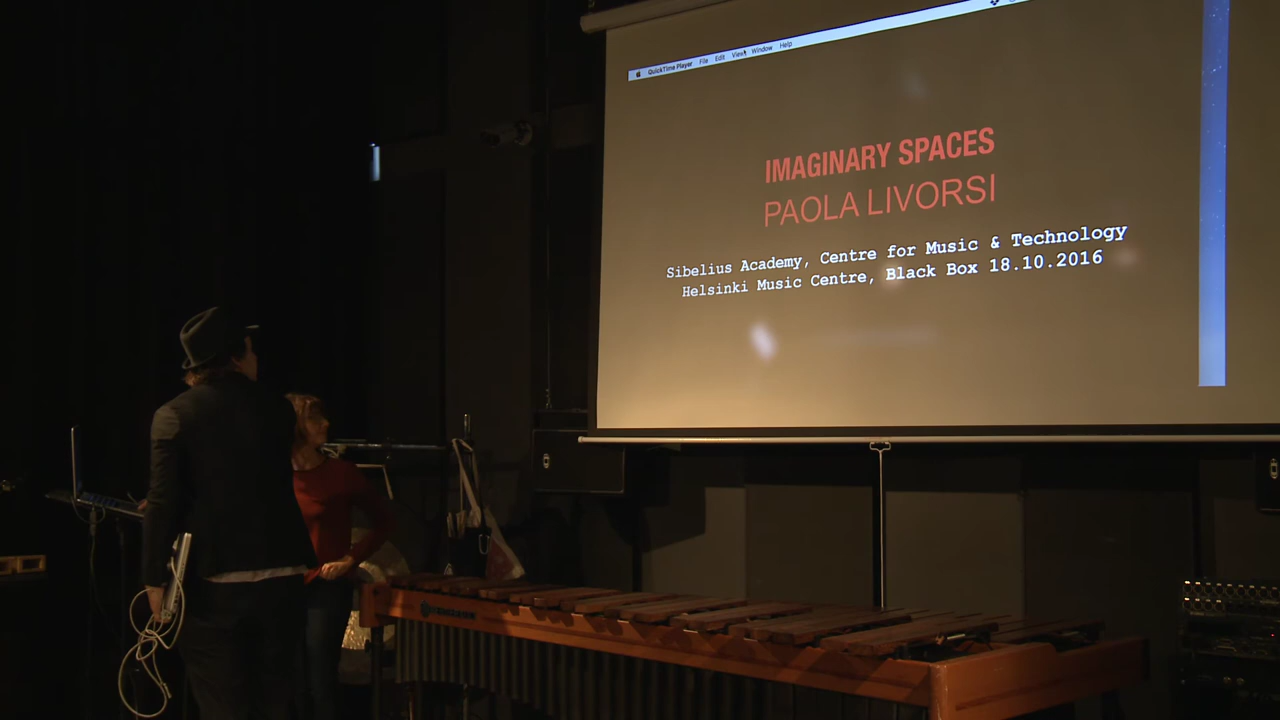 QuickTime Player File Edit View Window Help
IMAGINARY SPACES
PAOLA LIVORSI
Sibelius Academy, Centre for Music & Technology
Helsinki Music Centre, Black Box 18.10.2016